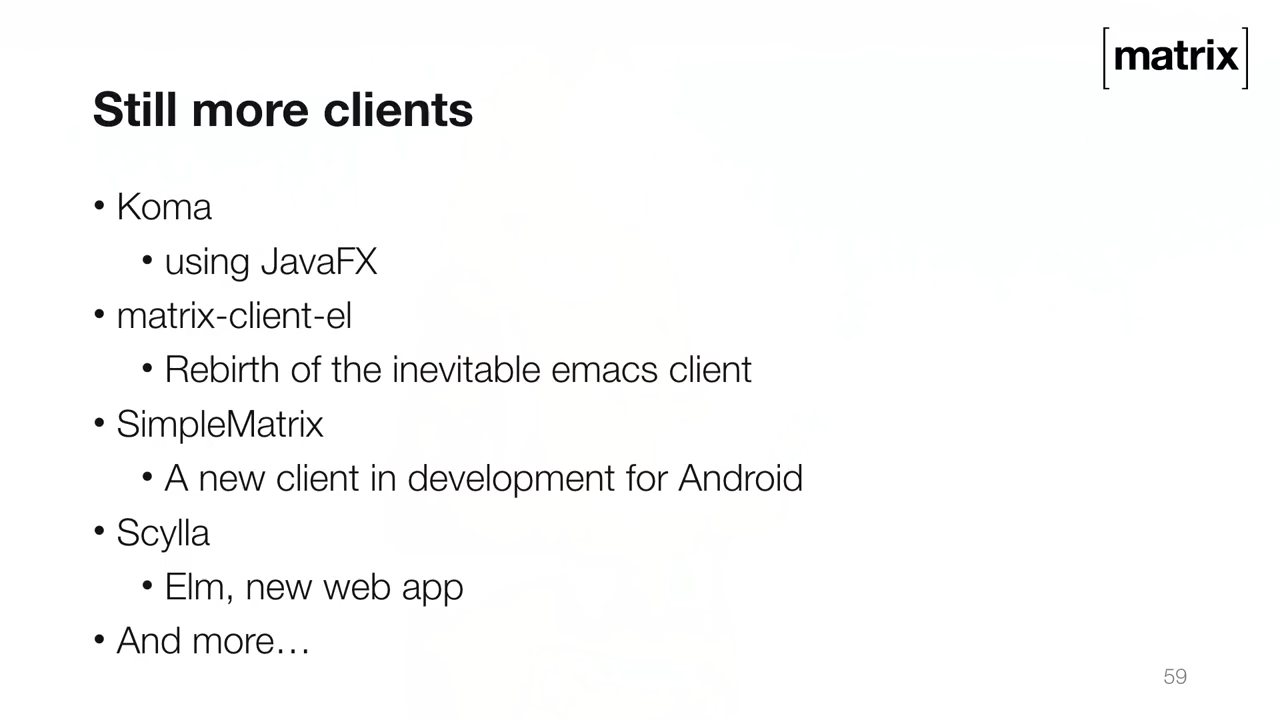 [matrix]
Still more clients
• Koma
• using JavaFX
• matrix-client-el
• Rebirth of the inevitable emacs client
• SimpleMatrix
• A new client in development for Android
• Scylla
• Elm, new web app
• And more…
59